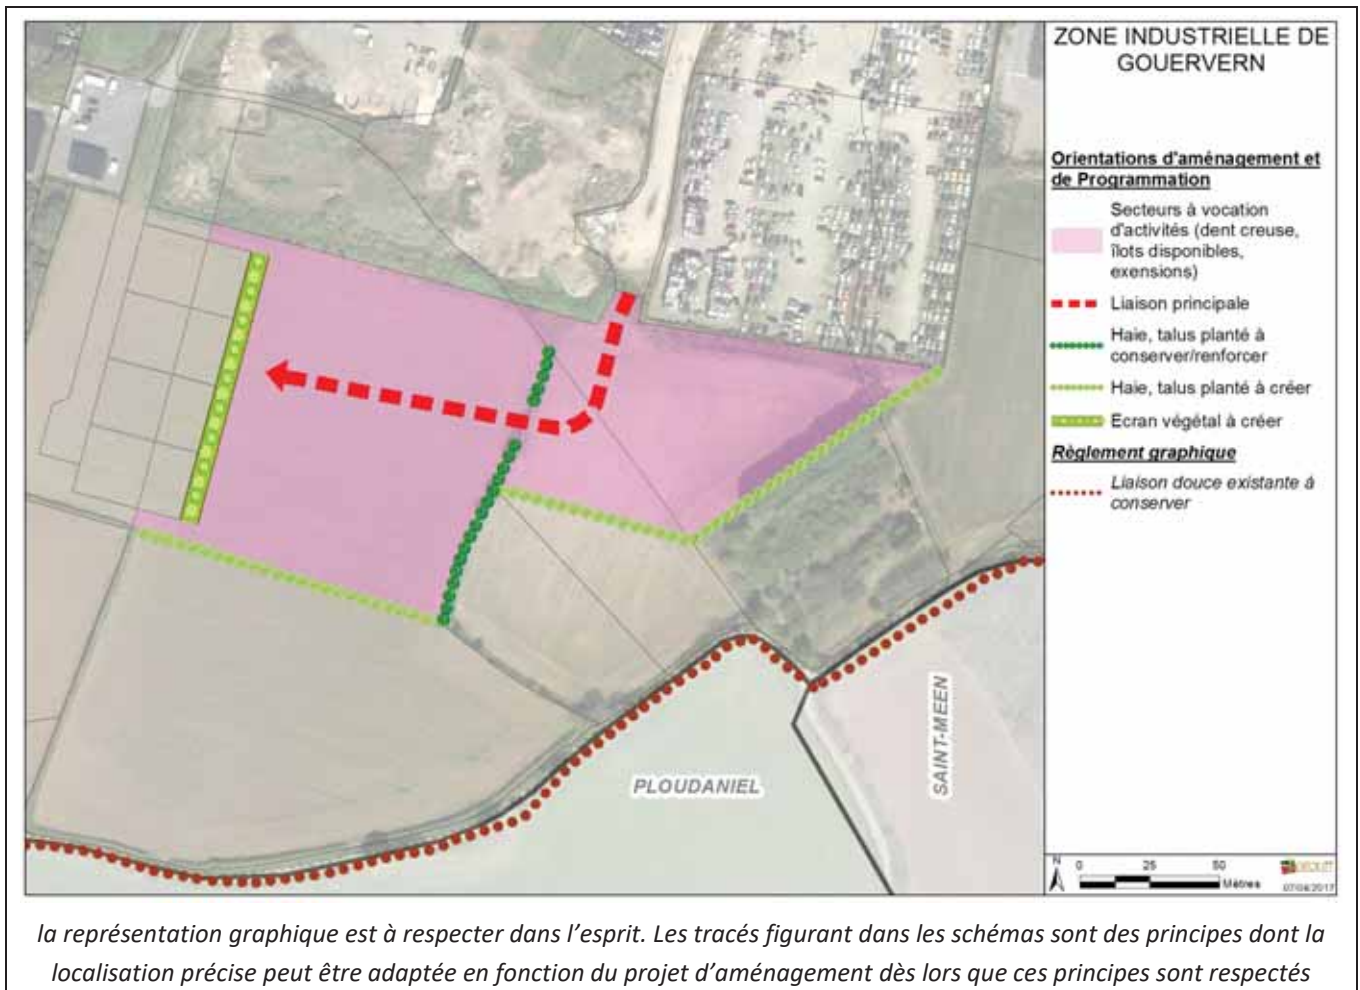 ZONE INDUSTRIELLE DE
GOUERVERN
Orientations d'aménagement et
de Programmation
Secteurs à vocation
d'activités (dent creuse,
îlots disponibles,
exensions)
Liaison principale
Haie, talus planté à
conserver/renforcer
Haie, talus planté à créer
Ecran végétal à créer
Règlement graphique
Liaison douce existante à
conserver
PLOUDANIEL
SAINT-MEEN
N
0 25 50
Mètres
07/04/2017
la représentation graphique est à respecter dans l’esprit. Les tracés figurant dans les schémas sont des principes dont la
localisation précise peut être adaptée en fonction du projet d’aménagement dès lors que ces principes sont respectés